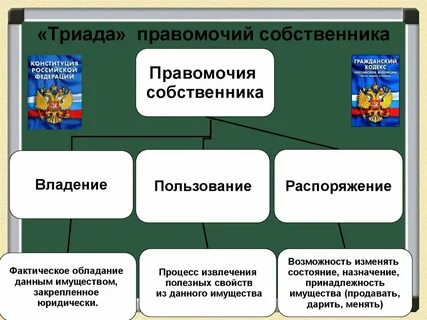 «Триада» правомочий собственника
КОНСТИТУЦИЯ
РОССИЙСКОЙ
ФЕДЕРАЦИИ
ГРАЖДАНСКИЙ
КОДЕКС
РОССИЙСКОЙ ФЕДЕРАЦИИ
Правомочия
собственника
Владение
Пользование
Распоряжение
Фактическое обладание
данным имуществом,
закрепленное
юридически.
Процесс извлечения
полезных свойств
из данного имущества
Возможность изменять
состояние, назначение,
принадлежность
имущества (продавать,
дарить, менять)